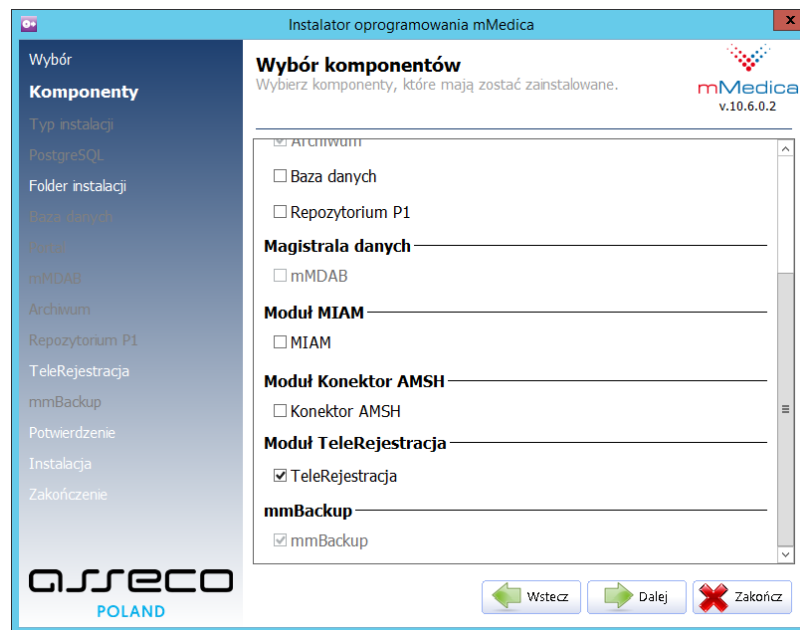 Instalator oprogramowania mMedica
x
Wybór
Komponenty
Typ instalacji
PostgreSQL
Folder instalacji
Baza danych
mMDAB
Archiwum
Repozytorium P1
TeleRejestracja
mmBackup
Potwierdzenie
Instalacja
Zakończenie
asseco
POLAND
Wybór komponentów
Wybierz komponenty, które mają zostać zainstalowane.
mMedica
v.10.6.0.2
Archiwum
Baza danych
Repozytorium P1
Magistrala danych
mMDAB
Moduł MIAM
MIAM
Moduł Konektor AMSH
Konektor AMSH
Moduł TeleRejestracja
TeleRejestracja
mmBackup
mmBackup
Wstecz
Dalej
Zakończ